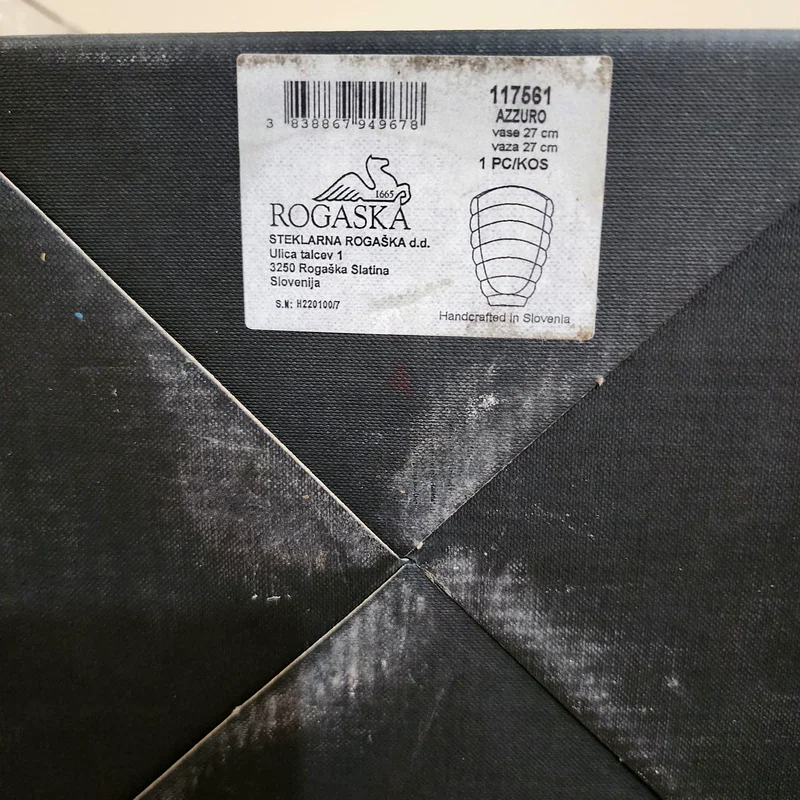 3 838867 949678
117561
AZZURO
vase 27 cm
vaza 27 cm
1 PC/KOS
1665
ROGAŠKA
STEKLARNA ROGAŠKA d.d.
Ulica talcev 1
3250 Rogaška Slatina
Slovenija
S.N: H220100/7
Handcrafted in Slovenia